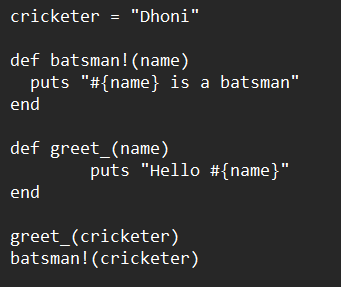 cricketer = "Dhoni"

def batsman!(name)
  puts "#{name} is a batsman"
end

def greet_(name)
        puts "Hello #{name}"
end

greet_(cricketer)
batsman!(cricketer)